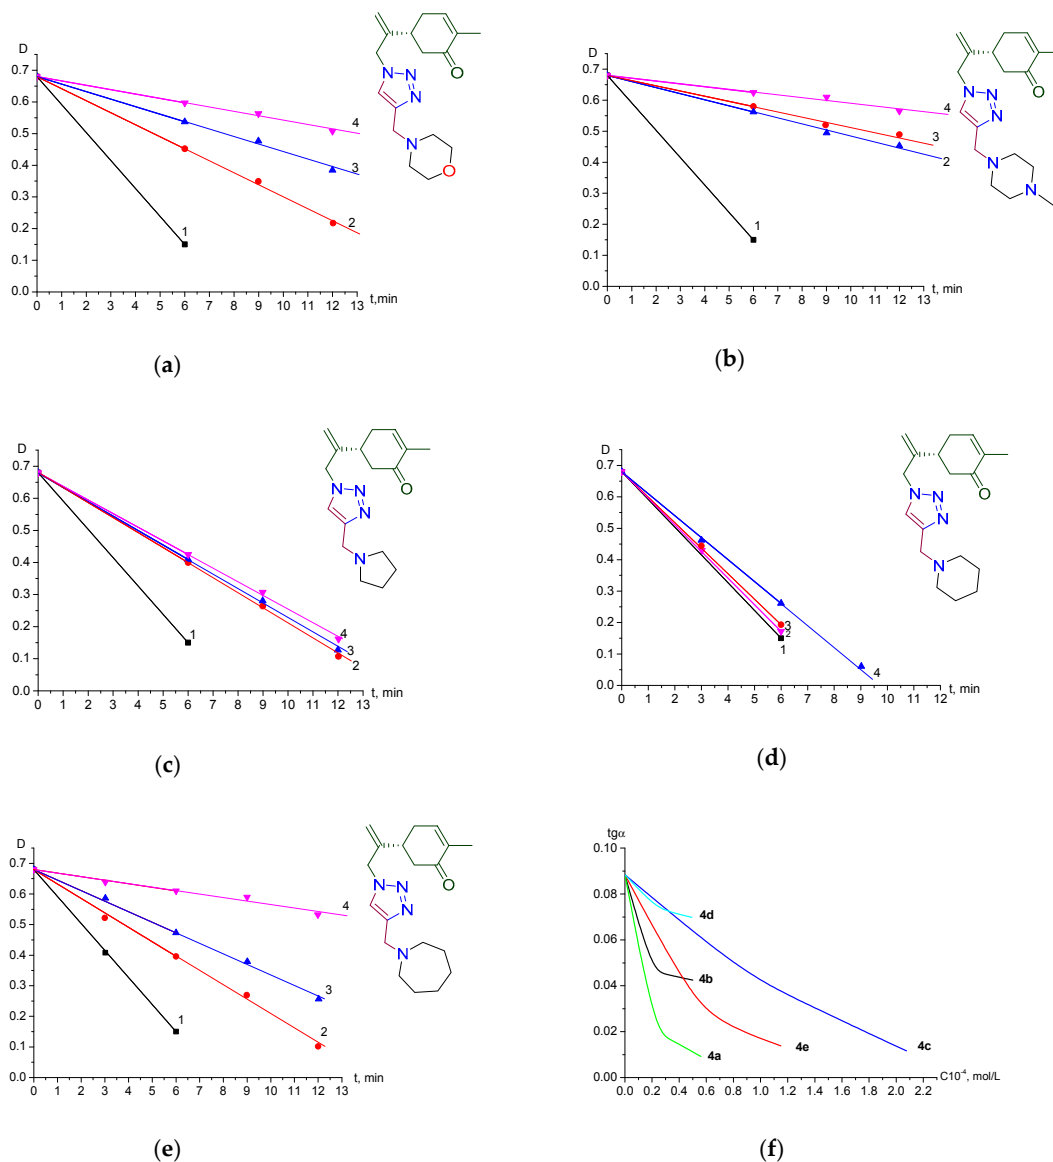 D
0.7
0.6
0.5
0.4
0.3
0.2
0.1
0.0
0 1 2 3 4 5 6 7 8 9 10 11 12 13
t,min
1
2
3
4
N N N
N
O
O
(a)
D
0.7
0.6
0.5
0.4
0.3
0.2
0.1
0.0
0 1 2 3 4 5 6 7 8 9 10 11 12 13
t, min
1
2
3
4
N N N
N
N
O
(b)
D
0.7
0.6
0.5
0.4
0.3
0.2
0.1
0.0
0 1 2 3 4 5 6 7 8 9 10 11 12 13
t, min
1
2
3
4
N N N
N
O
(c)
D
0.7
0.6
0.5
0.4
0.3
0.2
0.1
0.0
0 1 2 3 4 5 6 7 8 9 10 11 12
t, min
1
2
3
4
N N N
N
O
(d)
D
0.7
0.6
0.5
0.4
0.3
0.2
0.1
0.0
0 1 2 3 4 5 6 7 8 9 10 11 12 13
t, min
1
2
3
4
N N N
N
O
(e)
tgα
0.10
0.08
0.06
0.04
0.02
0.00
0.0 0.2 0.4 0.6 0.8 1.0 1.2 1.4 1.6 1.8 2.0 2.2
C10⁻⁴, mol/L
4d
4b
4a
4e
4c
(f)